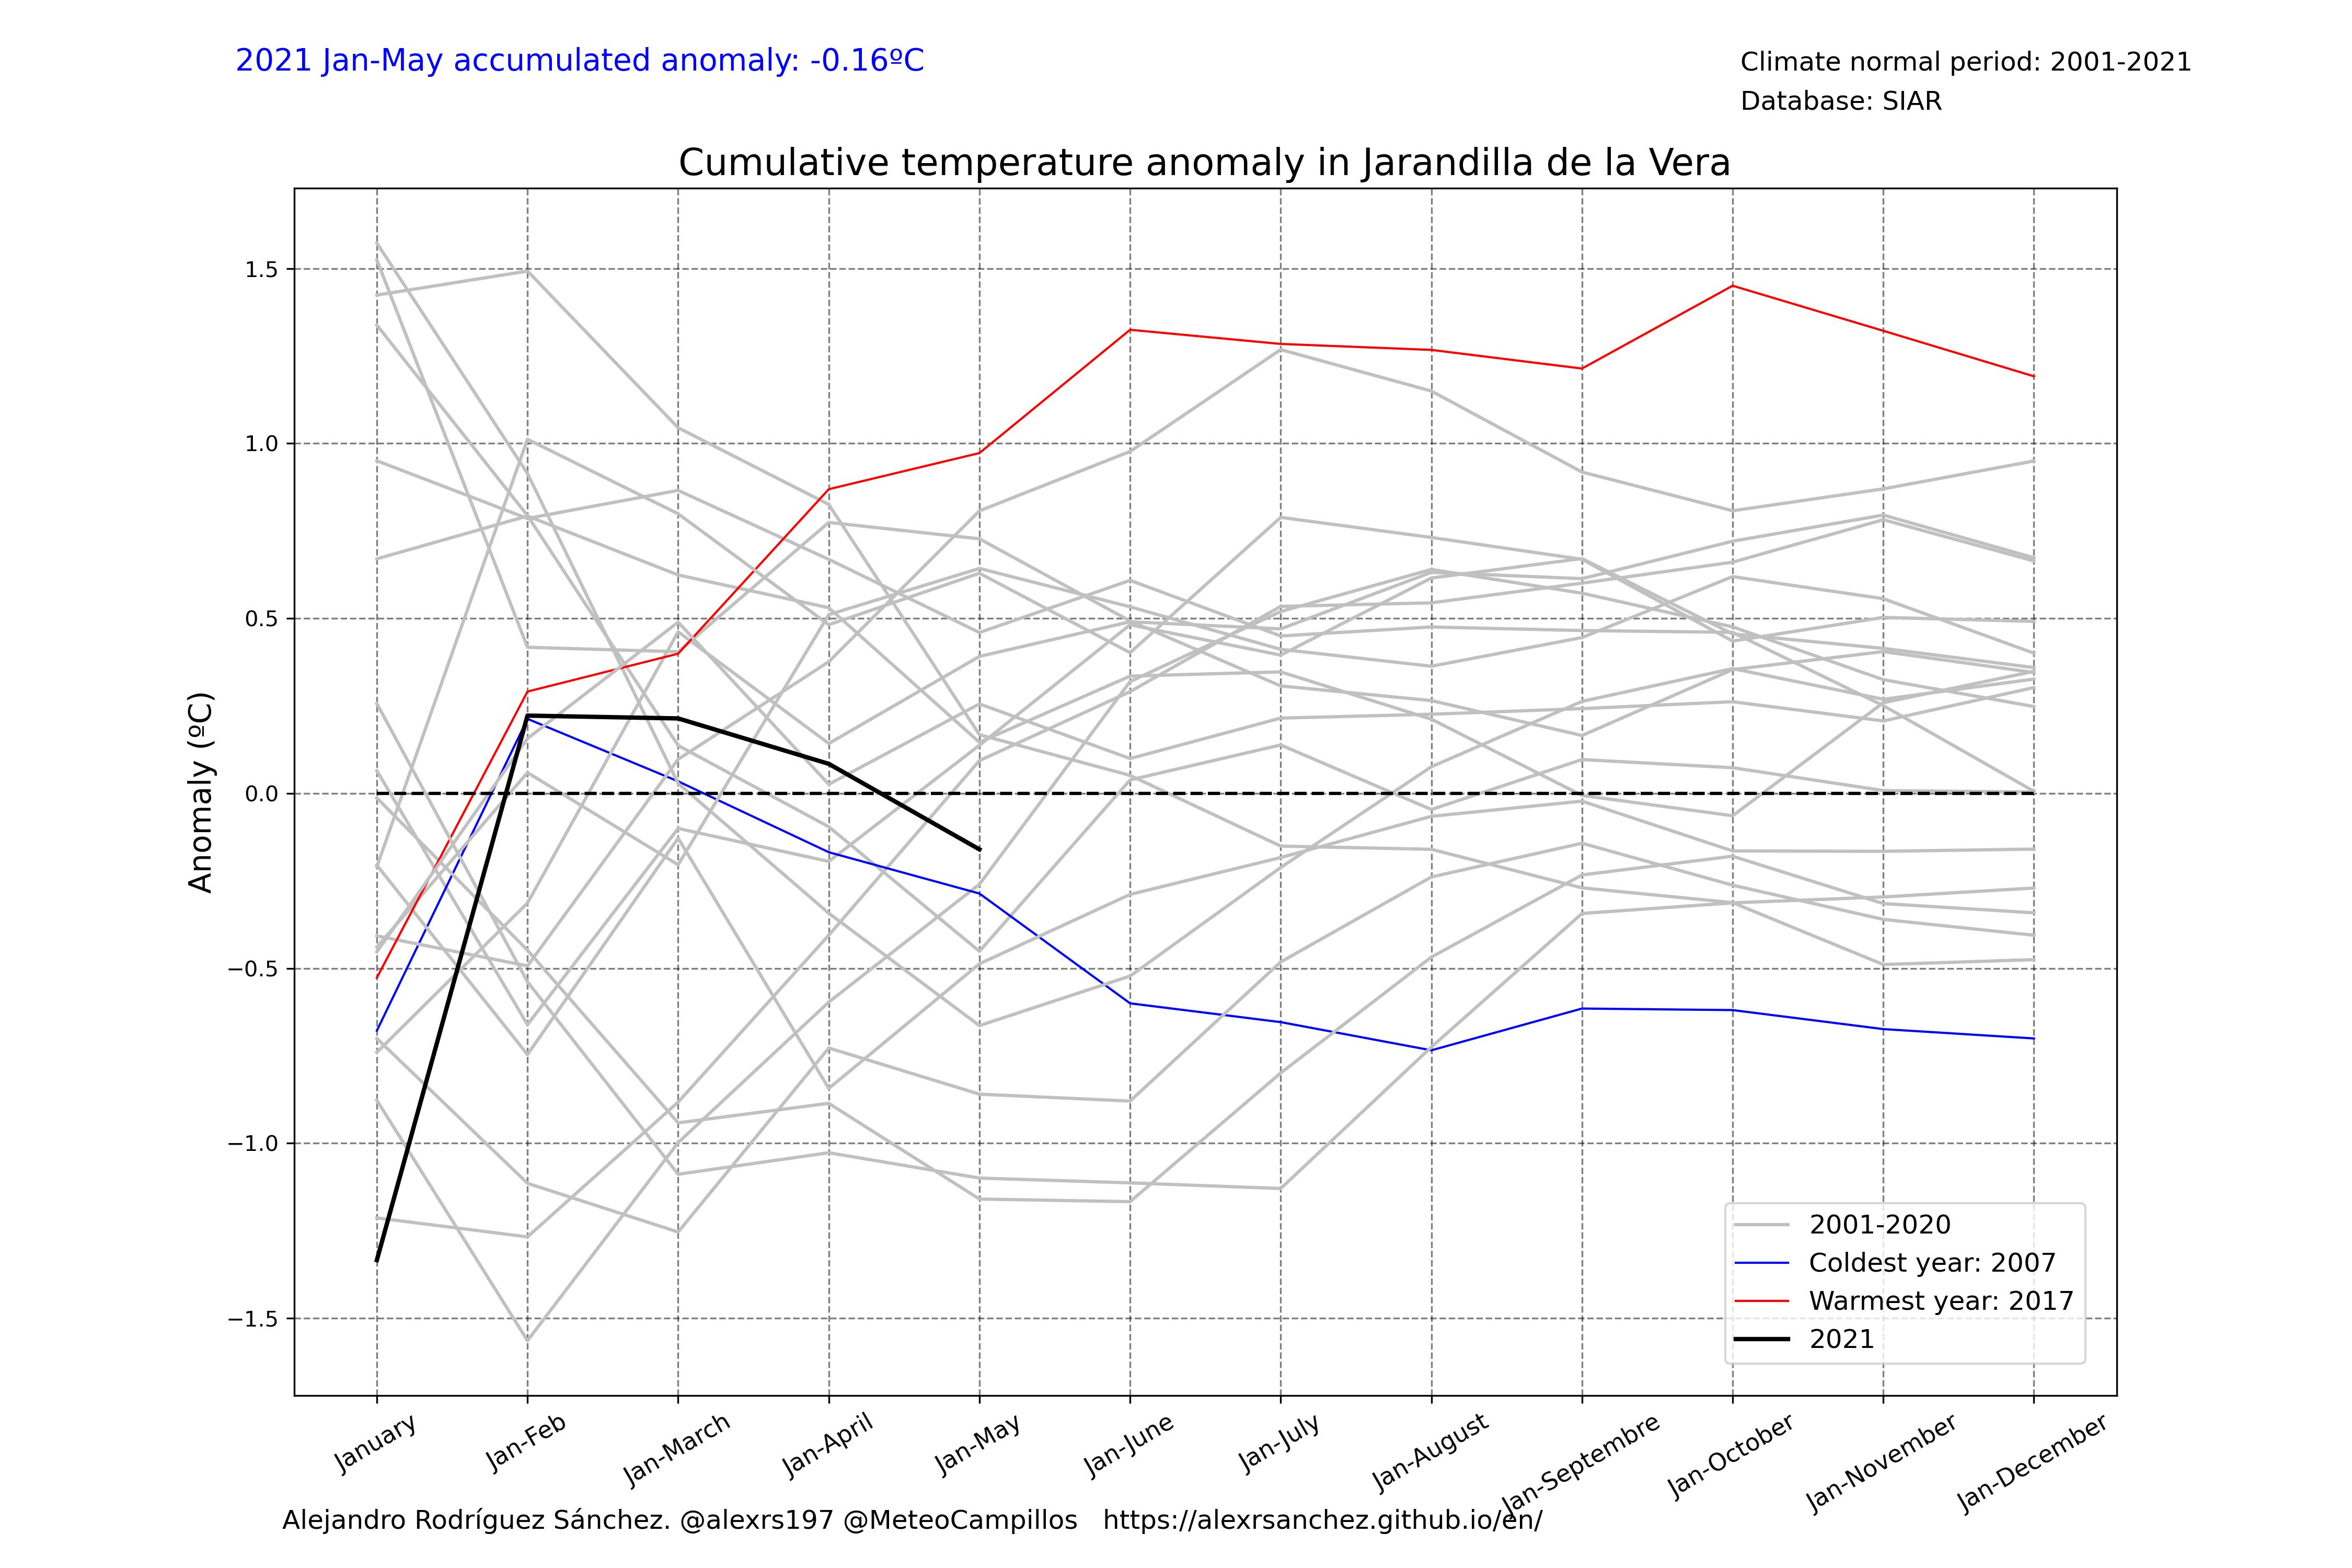 2021 Jan-May accumulated anomaly: -0.16ºC
Climate normal period: 2001-2021
Database: SIAR
Cumulative temperature anomaly in Jarandilla de la Vera
Anomaly (ºC)
1.5
1.0
0.5
0.0
−0.5
−1.0
−1.5
2001-2020
Coldest year: 2007
Warmest year: 2017
2021
January
Jan-Feb
Jan-March
Jan-April
Jan-May
Jan-June
Jan-July
Jan-August
Jan-Septembre
Jan-October
Jan-November
Jan-December
Alejandro Rodríguez Sánchez. @alexrs197 @MeteoCampillos https://alexrsanchez.github.io/en/